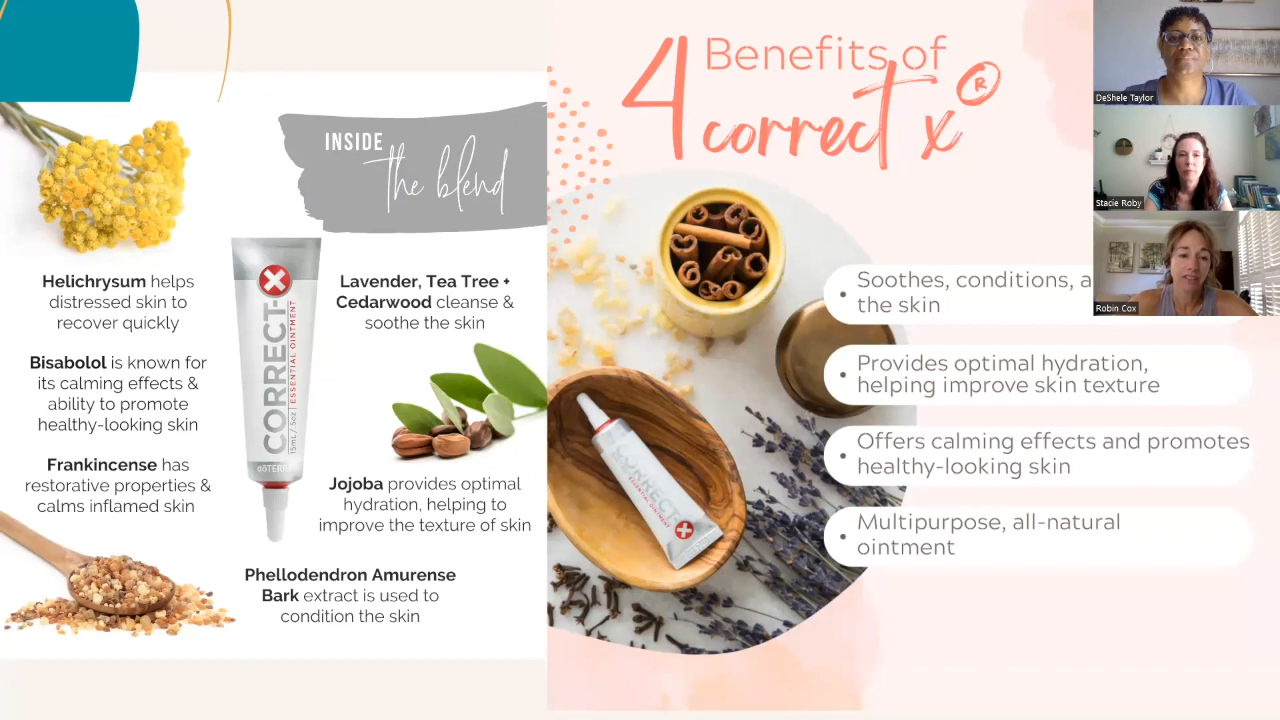 INSIDE
the blend
Helichrysum helps
distressed skin to
recover quickly
Bisabolol is known for
its calming effects &
ability to promote
healthy-looking skin
Frankincense has
restorative properties &
calms inflamed skin
CORRECT-X
ESSENTIAL OINTMENT
15mL / .5oz
dōTERRA
Lavender, Tea Tree +
Cedarwood cleanse &
soothe the skin
Jojoba provides optimal
hydration, helping to
improve the texture of skin
Phellodendron Amurense
Bark extract is used to
condition the skin
4 Benefits of
correct x®
CORRECT-X
ESSENTIAL OINTMENT
• Soothes, conditions, a
the skin
• Provides optimal hydration,
helping improve skin texture
• Offers calming effects and promotes
healthy-looking skin
• Multipurpose, all-natural
ointment
DeShele Taylor
Stacie Roby
Robin Cox